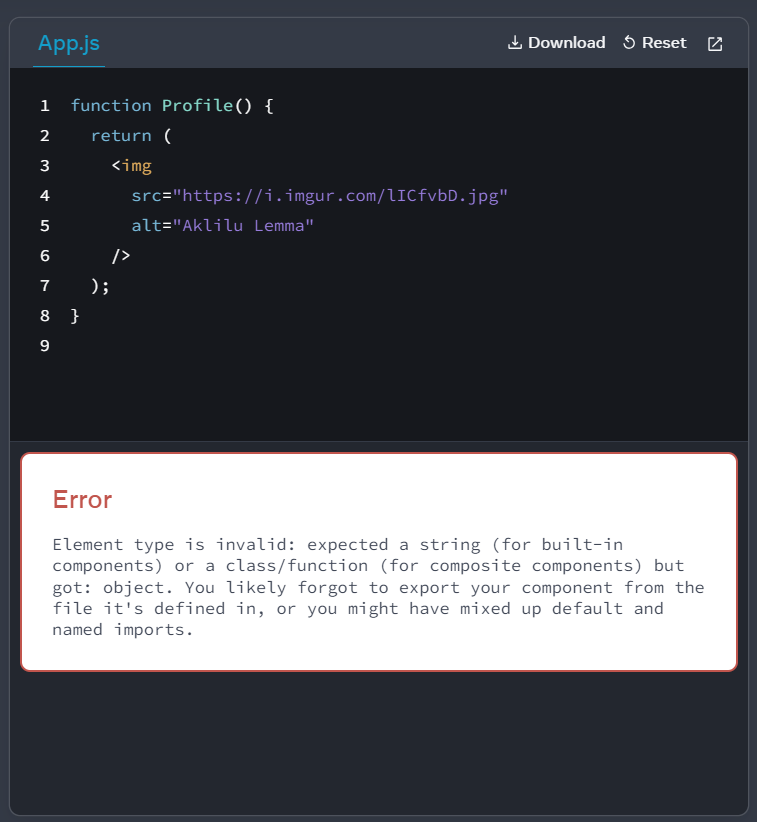 App.js
Download Reset
1 function Profile() {
2   return (
3     <img
4       src="https://i.imgur.com/lICfvbD.jpg"
5       alt="Aklilu Lemma"
6     />
7   );
8 }
9
Error
Element type is invalid: expected a string (for built-in
components) or a class/function (for composite components) but
got: object. You likely forgot to export your component from the
file it's defined in, or you might have mixed up default and
named imports.